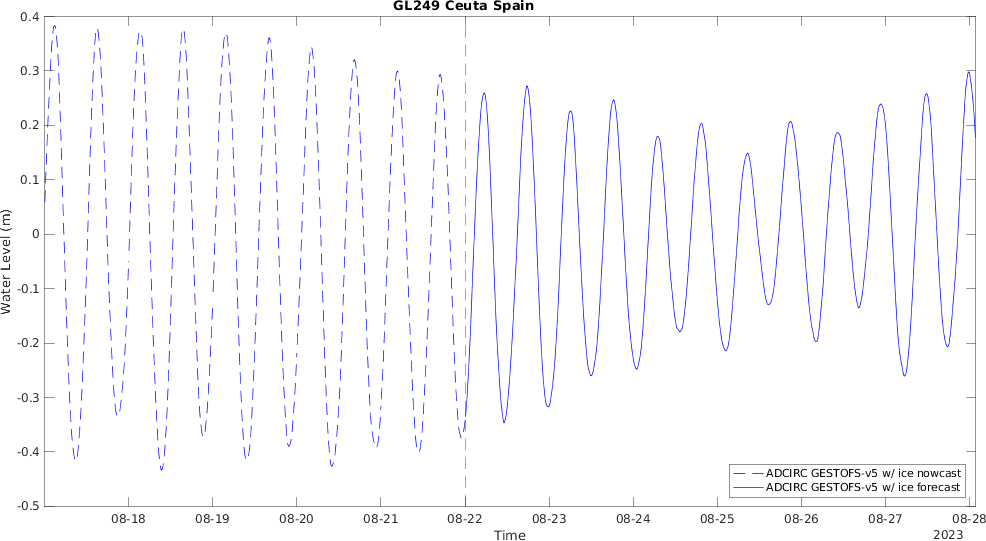 GL249 Ceuta Spain
0.4
0.3
0.2
0.1
0
-0.1
-0.2
-0.3
-0.4
-0.5
Water Level (m)
ADCIRC GESTOFS-v5 w/ ice nowcast
ADCIRC GESTOFS-v5 w/ ice forecast
08-18 08-19 08-20 08-21 08-22 08-23 08-24 08-25 08-26 08-27 08-28
Time
2023